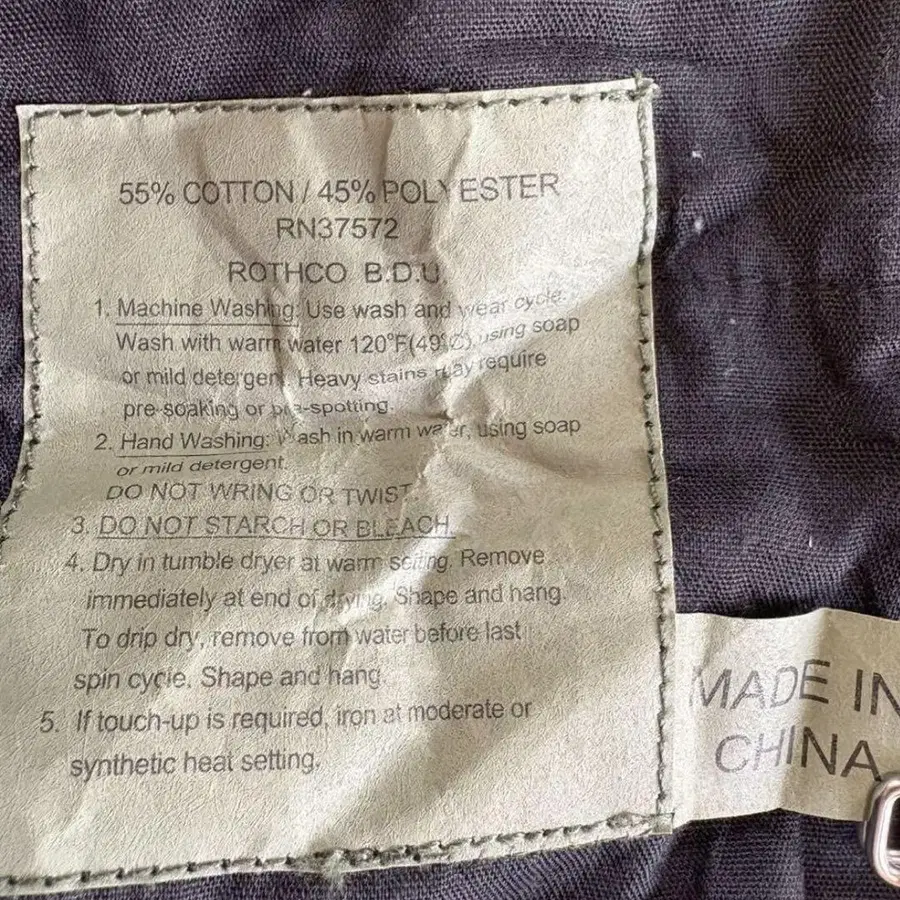 55% COTTON / 45% POLYESTER
RN37572
ROTHCO B.D.U
1. Machine Washing: Use wash and wear cycle.
Wash with warm water 120°F(49°C), using soap
or mild detergent. Heavy stains may require
pre-soaking or pre-spotting.
2. Hand Washing: Wash in warm water, using soap
or mild detergent.
DO NOT WRING OR TWIST.
3. DO NOT STARCH OR BLEACH.
4. Dry in tumble dryer at warm setting. Remove
immediately at end of drying. Shape and hang.
To drip dry, remove from water before last
spin cycle. Shape and hang.
5. If touch-up is required, iron at moderate or
synthetic heat setting.
MADE IN
CHINA